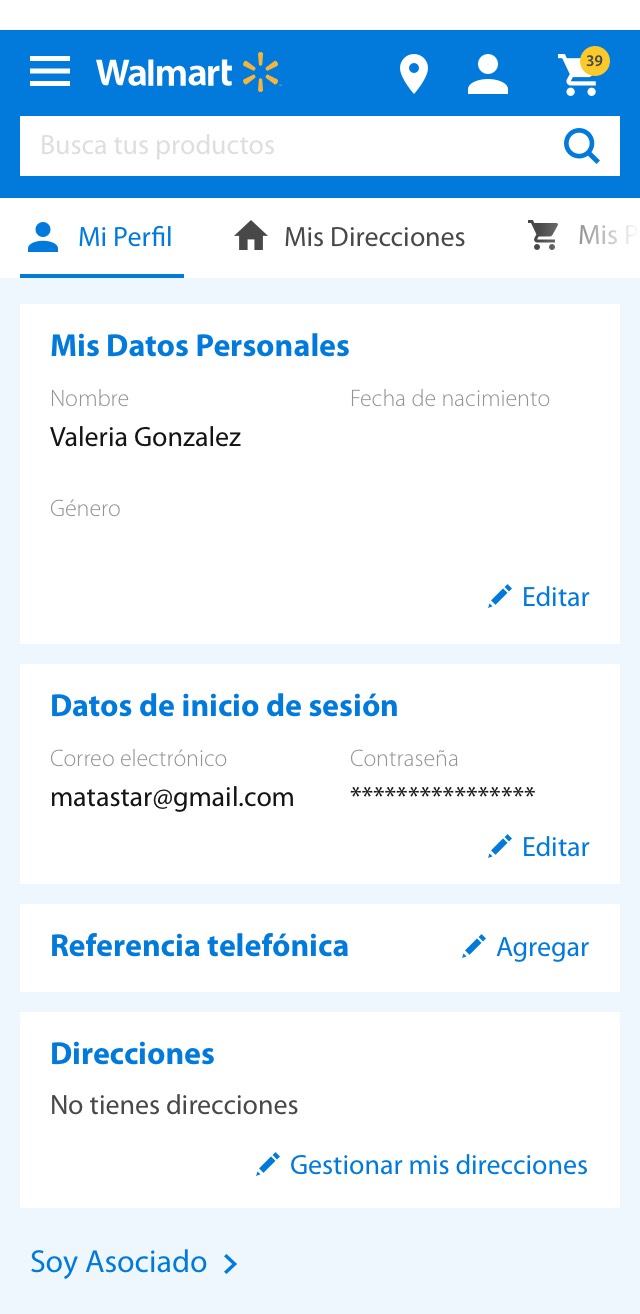 Walmart
39
Busca tus productos
Mi Perfil Mis Direcciones Mis P
Mis Datos Personales
Nombre Fecha de nacimiento
Valeria Gonzalez
Género
Editar
Datos de inicio de sesión
Correo electrónico Contraseña
matastar@gmail.com ****************
Editar
Referencia telefónica Agregar
Direcciones
No tienes direcciones
Gestionar mis direcciones
Soy Asociado